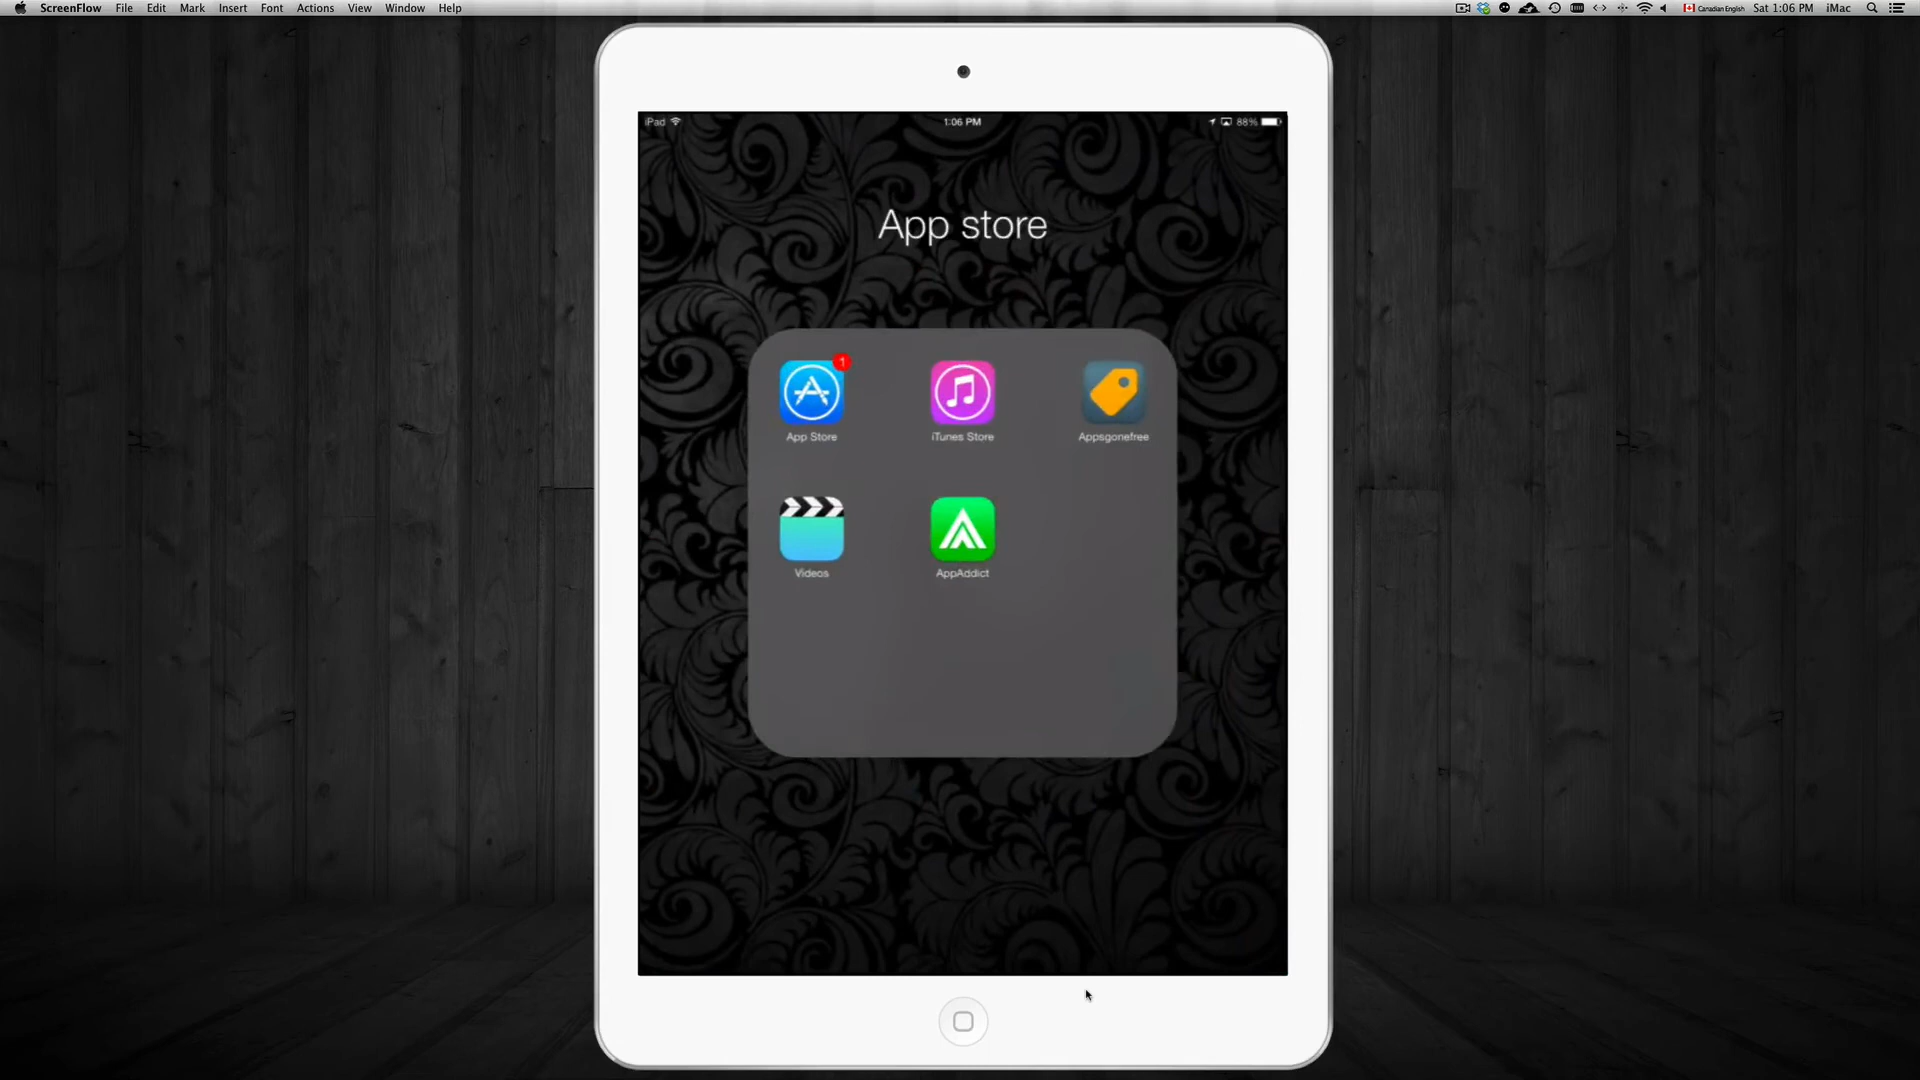 ScreenFlow File Edit Mark Insert Font Actions View Window Help
Canadian English Sat 1:06 PM iMac
iPad 1:06 PM 88%
App store
1
App Store iTunes Store Appsgonefree
Videos AppAddict